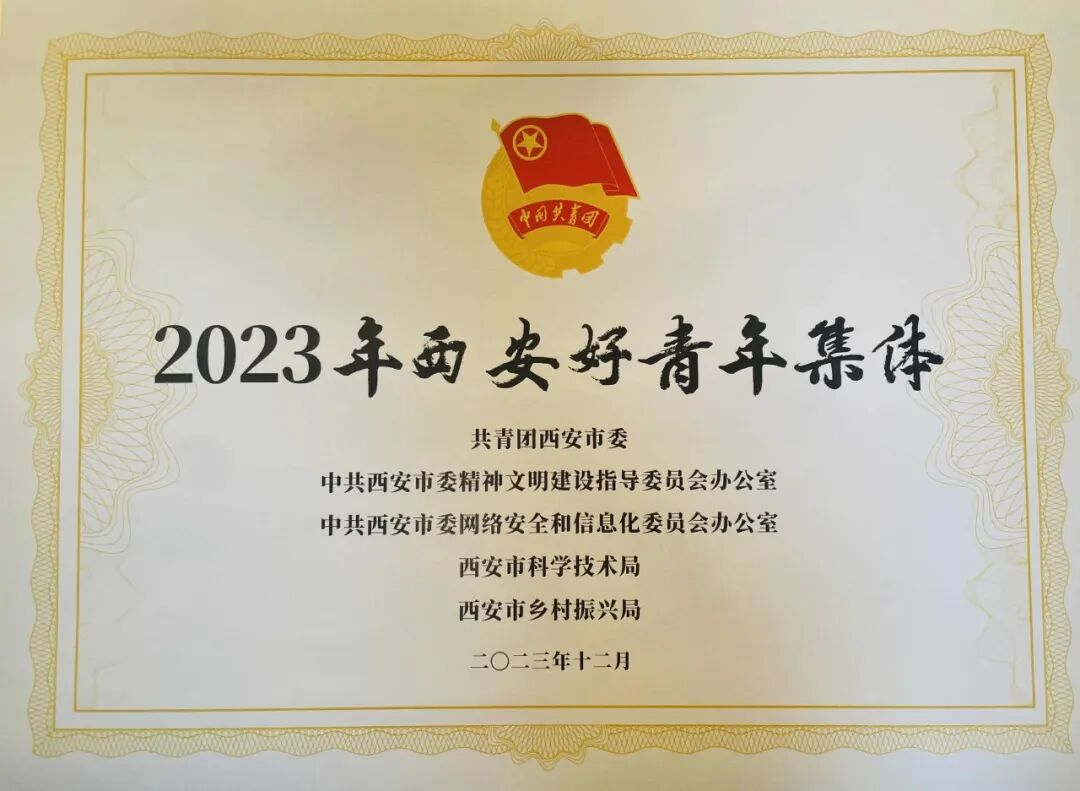 中国共青团
2023年西安好青年集体
共青团西安市委
中共西安市委精神文明建设指导委员会办公室
中共西安市委网络安全和信息化委员会办公室
西安市科学技术局
西安市乡村振兴局
二〇二三年十二月